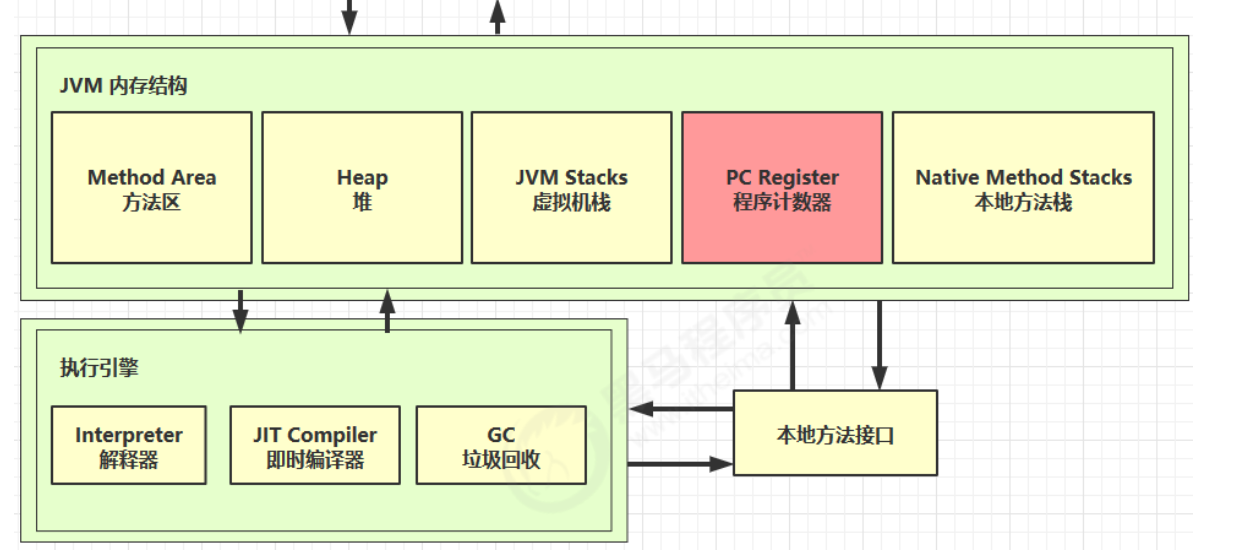 JVM 内存结构
Method Area
方法区
Heap
堆
JVM Stacks
虚拟机栈
PC Register
程序计数器
Native Method Stacks
本地方法栈
执行引擎
Interpreter
解释器
JIT Compiler
即时编译器
GC
垃圾回收
本地方法接口
黑马程序员
www.itheima.com